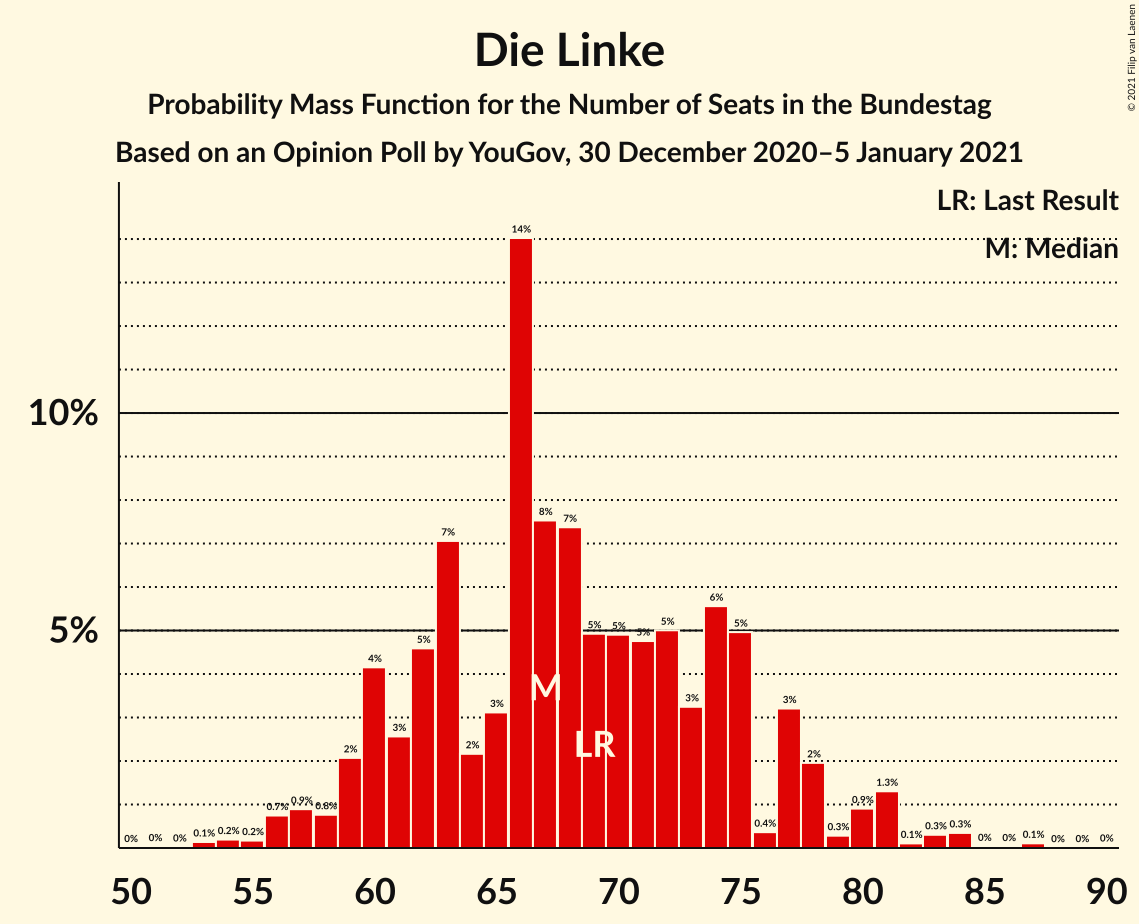 Die Linke
Probability Mass Function for the Number of Seats in the Bundestag
Based on an Opinion Poll by YouGov, 30 December 2020–5 January 2021
© 2021 Filip van Laenen
LR: Last Result
M: Median
10%
5%
0% 0% 0% 0.1% 0.2% 0.2% 0.7% 0.9% 0.8% 2% 4% 3% 5% 7% 2% 3% 14% 8% 7% 5% 5% 5% 5% 3% 6% 5% 0.4% 3% 2% 0.3% 0.9% 1.3% 0.1% 0.3% 0.3% 0% 0% 0.1% 0% 0% 0%
M
LR
50 55 60 65 70 75 80 85 90